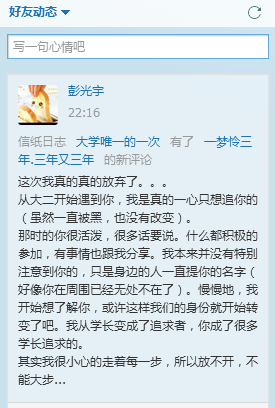 好友动态
写一句心情吧
彭光宇
22:16
信纸日志 大学唯一的一次 有了 一梦怜三
年.三年又三年 的新评论
这次我真的真的放弃了。。。
从大二开始遇到你，我是真的一心只想追你的
（虽然一直被黑，也没有改变）。
那时的你很活泼，很多话要说。什么都积极的
参加，有事情也跟我分享。我本来并没有特别
注意到你的，只是身边的人一直提你的名字（
好像你在周围已经无处不在了）。慢慢地，我
开始想了解你，或许这样我们的身份就开始转
变了吧。我从学长变成了追求者，你成了很多
学长追求的。
其实我很小心的走着每一步，所以放不开，不
能大步...